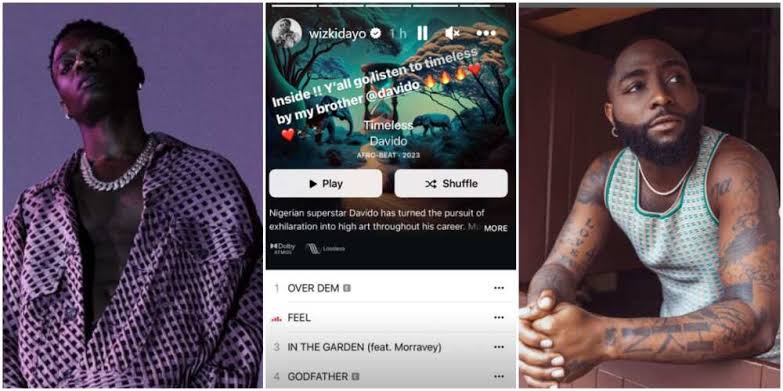 wizkidayo 1 h
Inside !! Y'all go listen to timeless
by my brother @davido 🔥🔥🔥❤️
❤️
Timeless
Davido
AFRO-BEAT · 2023
Play
Shuffle
Nigerian superstar Davido has turned the pursuit of
exhilaration into high art throughout his career. MORE
Dolby
ATMOS
Lossless
1 OVER DEM E
FEEL
3 IN THE GARDEN (feat. Morravey)
4 GODFATHER E